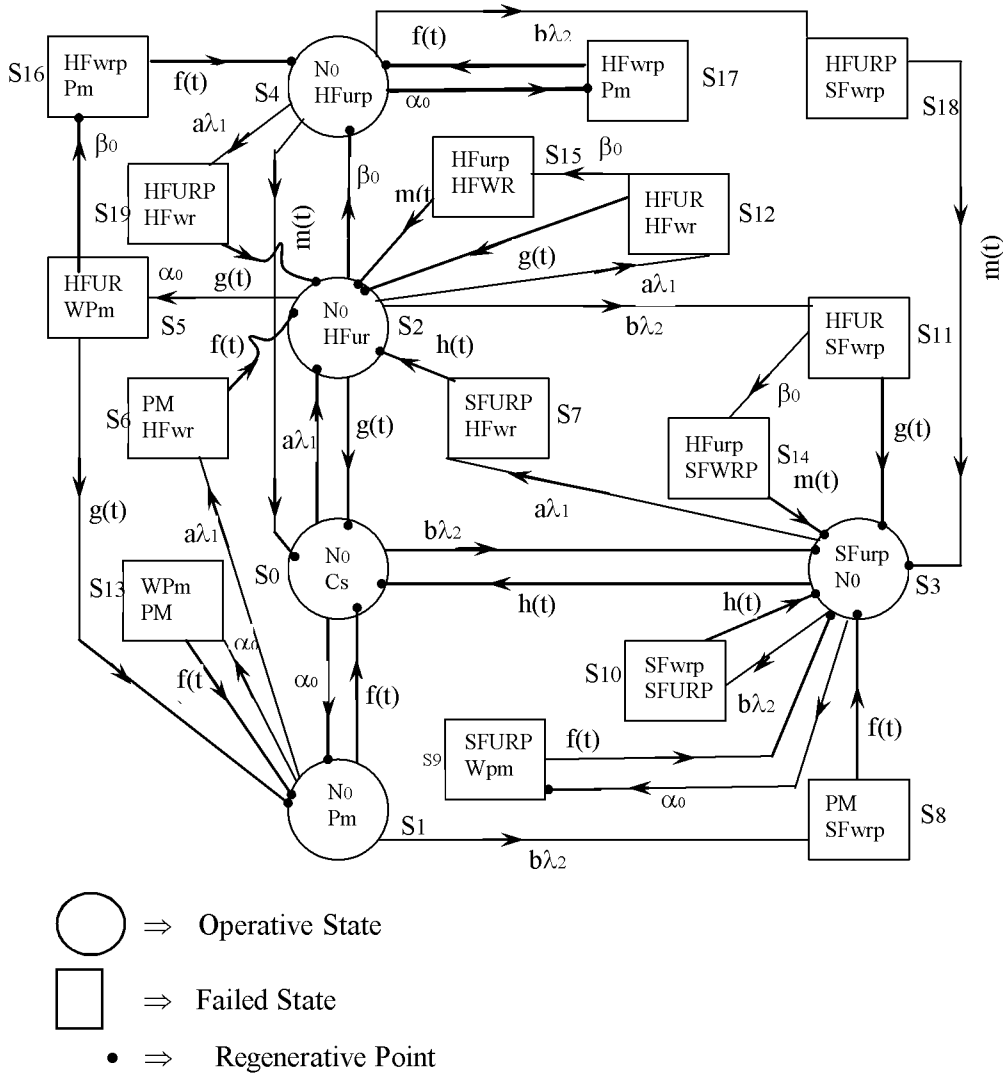 bλ2
HFwrp
Pm
S16
f(t)
N0
HFurp
S4
f(t)
α0
HFwrp
Pm
S17
HFURP
SFwrp
S18
aλ1
β0
HFURP
HFwr
S19
m(t)
β0
HFurp
HFWR
S15
β0
m(t
HFUR
HFwr
S12
m(t)
g(t)
g(t)
aλ1
HFUR
WPm
S5
α0
N0
HFur
S2
bλ2
HFUR
SFwrp
S11
f(t)
h(t)
PM
HFwr
S6
SFURP
HFwr
S7
β0
aλ1
g(t)
g(t)
HFurp
SFWRP
S14
m(t)
g(t)
aλ1
aλ1
N0
Cs
S0
bλ2
h(t)
SFurp
N0
S3
WPm
PM
S13
h(t)
α0
f(t
α0
f(t)
SFwrp
SFURP
S10
bλ2
SFURP
Wpm
S9
f(t)
α0
f(t)
N0
Pm
S1
bλ2
PM
SFwrp
S8
⇒ Operative State
⇒ Failed State
• ⇒ Regenerative Point